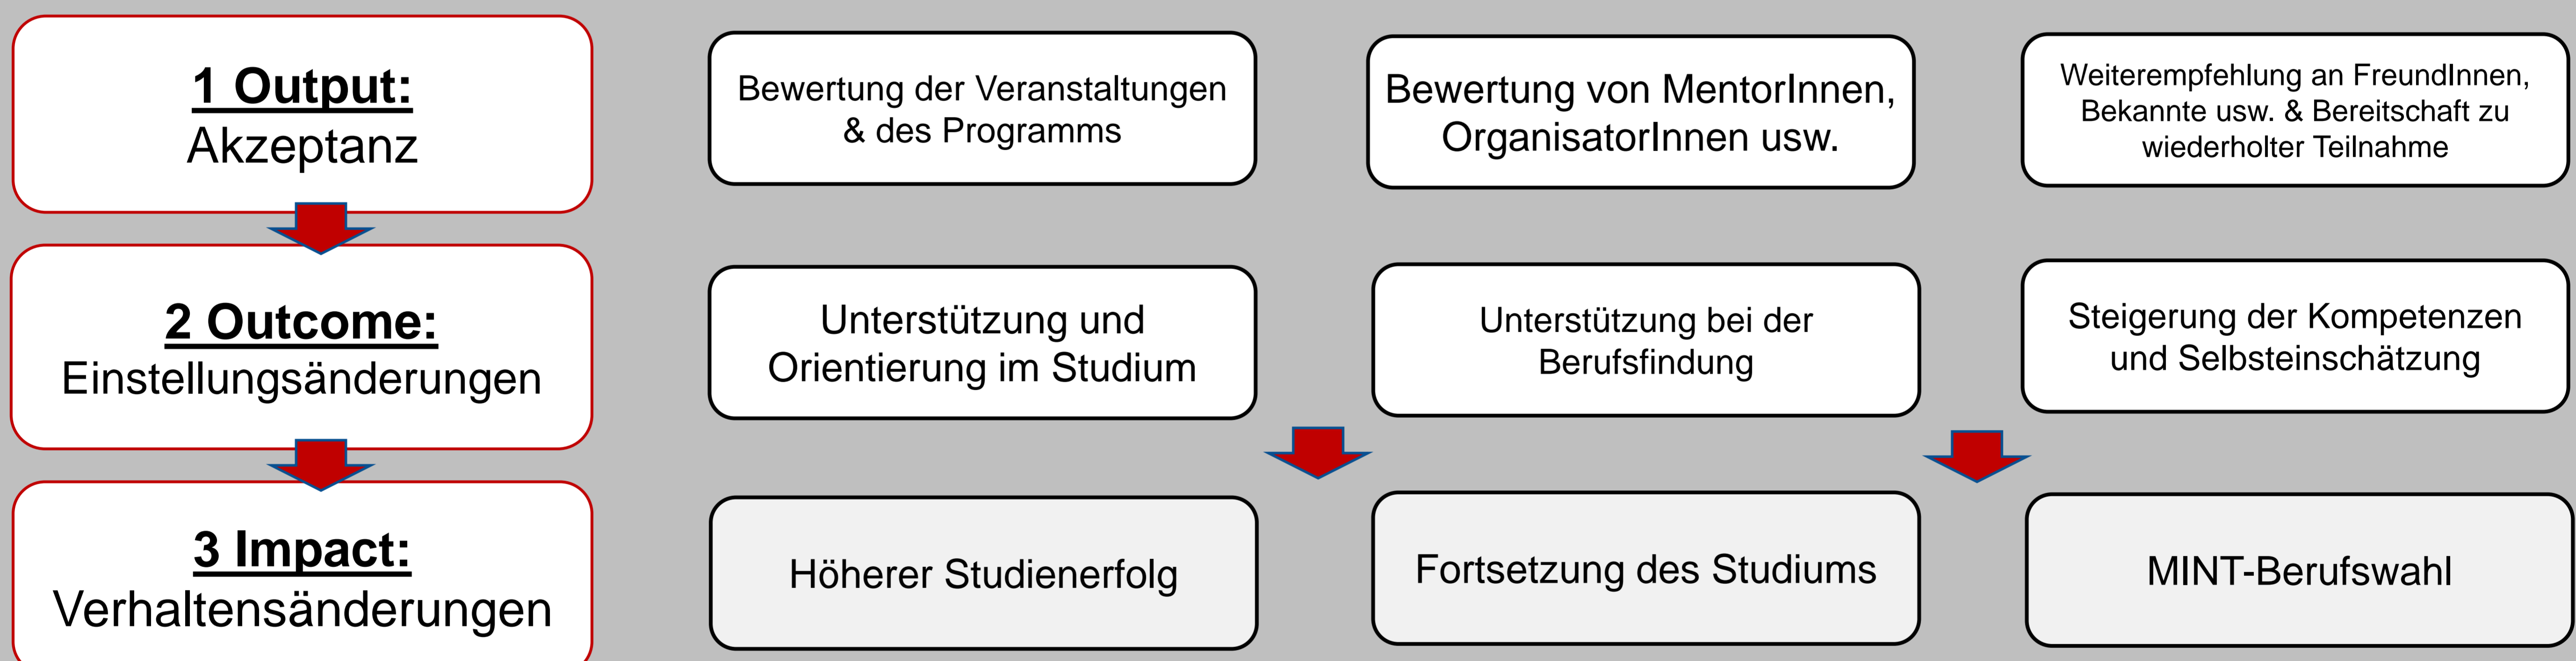 1 Output:
Akzeptanz
Bewertung der Veranstaltungen
& des Programms
Bewertung von MentorInnen,
OrganisatorInnen usw.
Weiterempfehlung an FreundInnen,
Bekannte usw. & Bereitschaft zu
wiederholter Teilnahme
2 Outcome:
Einstellungsänderungen
Unterstützung und
Orientierung im Studium
Unterstützung bei der
Berufsfindung
Steigerung der Kompetenzen
und Selbsteinschätzung
3 Impact:
Verhaltensänderungen
Höherer Studienerfolg
Fortsetzung des Studiums
MINT-Berufswahl